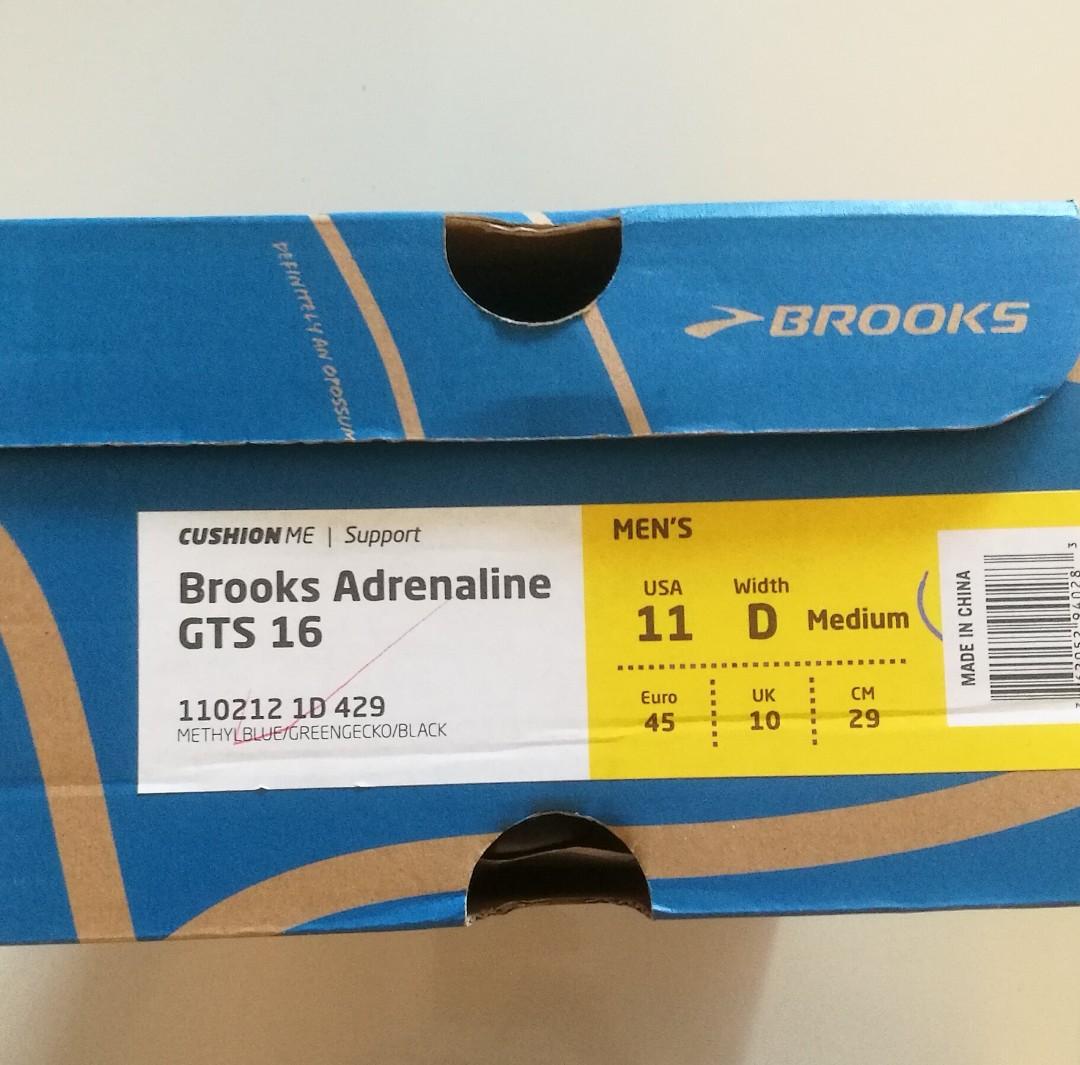 DEFINITELY AN OPOSSUM
BROOKS
CUSHION ME | Support
Brooks Adrenaline
GTS 16
110212 1D 429
METHYLBLUE/GREENGECKO/BLACK
MEN'S
USA Width
11 D Medium
Euro UK CM
45 10 29
MADE IN CHINA